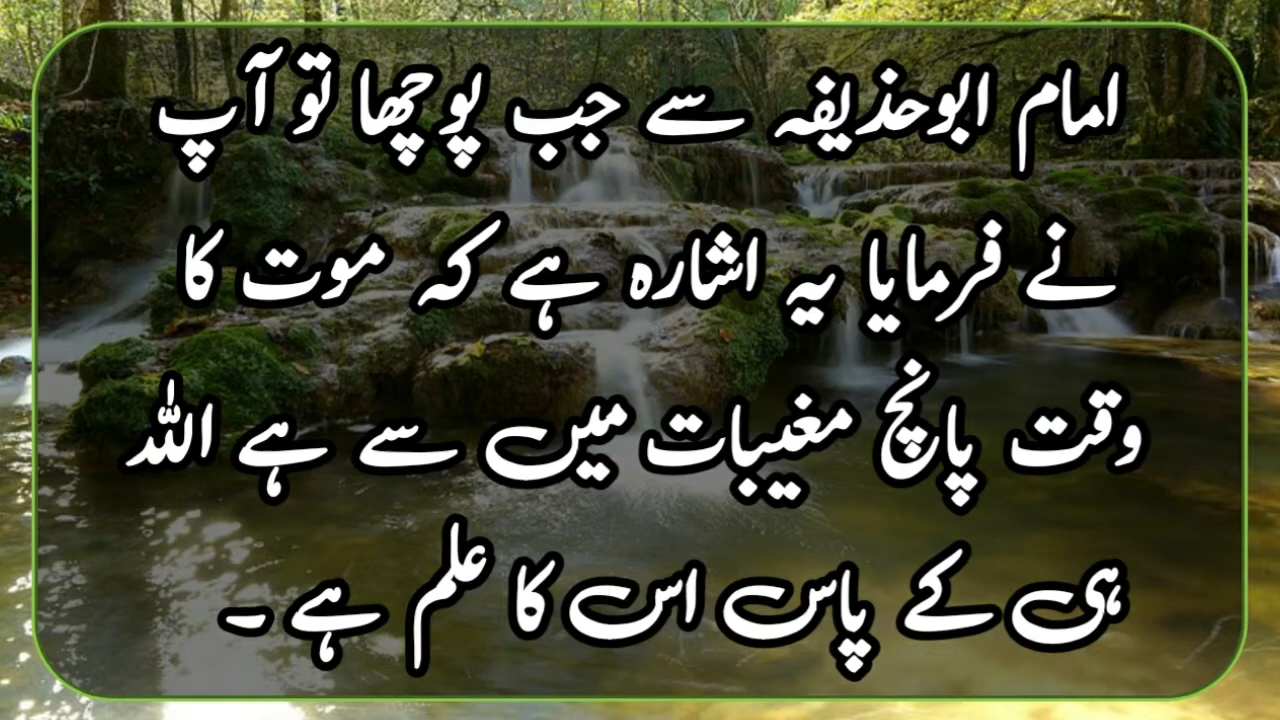 امام ابوحذیفہ سے جب پوچھا تو آپ
نے فرمایا یہ اشارہ ہے کہ موت کا
وقت پانچ مغیبات میں سے ہے اللہ
ہی کے پاس اس کا علم ہے ۔